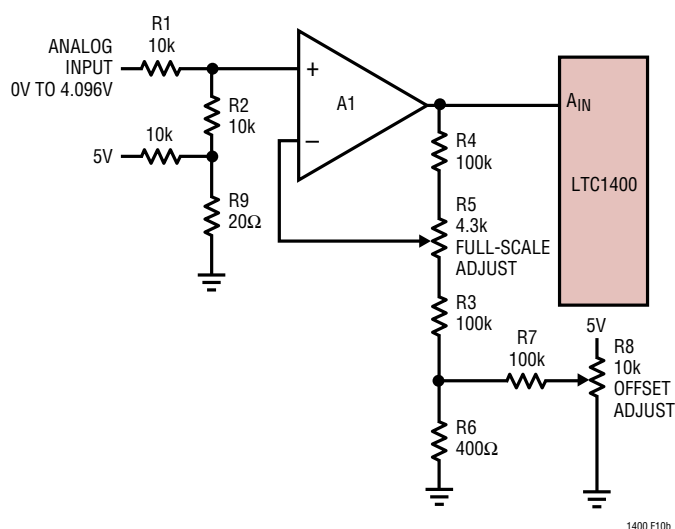 R1
10k
ANALOG
INPUT
0V TO 4.096V
R2
10k
10k
5V
R9
20Ω
+
A1
–
AIN
LTC1400
R4
100k
R5
4.3k
FULL-SCALE
ADJUST
R3
100k
R7
100k
5V
R8
10k
OFFSET
ADJUST
R6
400Ω
1400 F10b